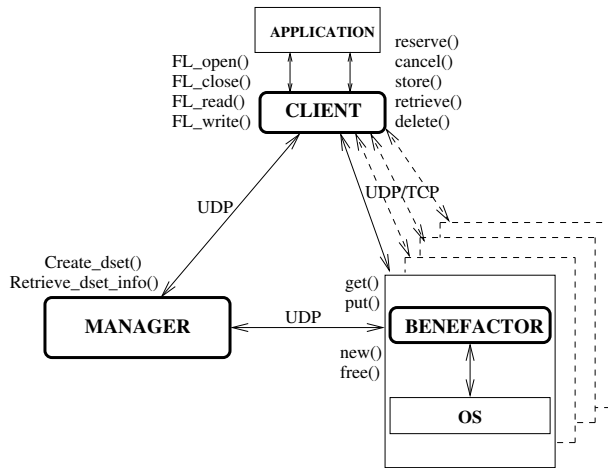 APPLICATION
FL_open()
FL_close()
FL_read()
FL_write()
reserve()
cancel()
store()
retrieve()
delete()
CLIENT
UDP
UDP/TCP
Create_dset()
Retrieve_dset_info()
MANAGER
UDP
get()
put()
BENEFACTOR
new()
free()
OS